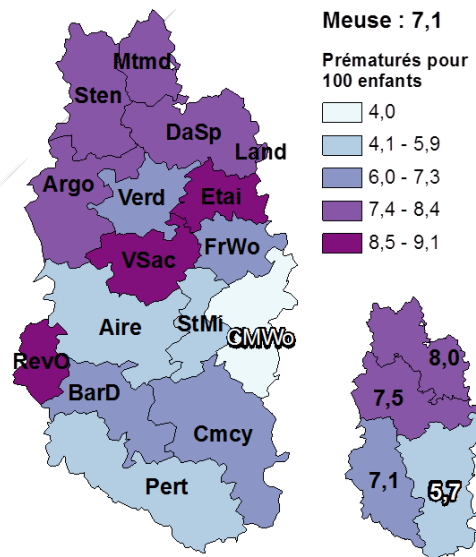 Meuse : 7,1
Prématurés pour
100 enfants
4,0
4,1 - 5,9
6,0 - 7,3
7,4 - 8,4
8,5 - 9,1
Mtmd
Sten
DaSp
Land
Argo
Verd
Etai
VSac
FrWo
Aire
StMi
CMWo
RevO
BarD
Cmcy
Pert
8,0
7,5
7,1
5,7